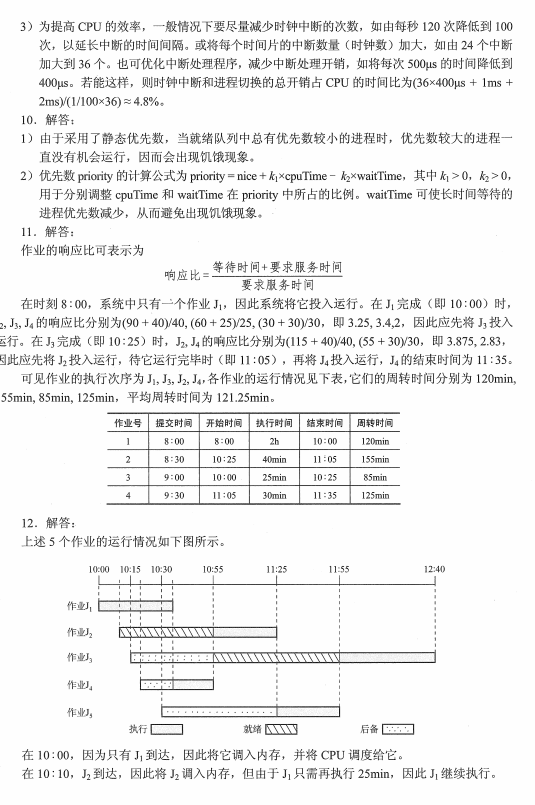 3）为提高 CPU 的效率，一般情况下要尽量减少时钟中断的次数，如由每秒 120 次降低到 100
次，以延长中断的时间间隔。或将每个时间片的中断数量（时钟数）加大，如由 24 个中断
加大到 36 个。也可优化中断处理程序，减少中断处理开销，如将每次 500μs 的时间降低到
400μs。若能这样，则时钟中断和进程切换的总开销占 CPU 的时间比为(36×400μs + 1ms +
2ms)/(1/100×36) ≈ 4.8%。
10．解答：
1）由于采用了静态优先数，当就绪队列中总有优先数较小的进程时，优先数较大的进程一
直没有机会运行，因而会出现饥饿现象。
2）优先数 priority 的计算公式为 priority = nice + k₁×cpuTime − k₂×waitTime，其中 k₁ > 0，k₂ > 0，
用于分别调整 cpuTime 和 waitTime 在 priority 中所占的比例。waitTime 可使长时间等待的
进程优先数减少，从而避免出现饥饿现象。
11．解答：
作业的响应比可表示为
响应比 = 等待时间+要求服务时间
要求服务时间
在时刻 8:00，系统中只有一个作业 J₁，因此系统将它投入运行。在 J₁ 完成（即 10:00）时，
₂, J₃, J₄ 的响应比分别为(90 + 40)/40, (60 + 25)/25, (30 + 30)/30，即 3.25, 3.4,2，因此应先将 J₃ 投入
运行。在 J₃ 完成（即 10:25）时，J₂, J₄ 的响应比分别为(115 + 40)/40, (55 + 30)/30，即 3.875, 2.83，
因此应先将 J₂ 投入运行，待它运行完毕时（即 11:05），再将 J₄ 投入运行，J₄ 的结束时间为 11:35。
可见作业的执行次序为 J₁, J₃, J₂, J₄，各作业的运行情况见下表，它们的周转时间分别为 120min,
55min, 85min, 125min，平均周转时间为 121.25min。
作业号 提交时间 开始时间 执行时间 结束时间 周转时间
1 8:00 8:00 2h 10:00 120min
2 8:30 10:25 40min 11:05 155min
3 9:00 10:00 25min 10:25 85min
4 9:30 11:05 30min 11:35 125min
12．解答：
上述 5 个作业的运行情况如下图所示。
10:00 10:15 10:30 10:55 11:25 11:55 12:40
作业J₁
作业J₂
作业J₃
作业J₄
作业J₅
执行 就绪 后备
在 10:00，因为只有 J₁ 到达，因此将它调入内存，并将 CPU 调度给它。
在 10:10，J₂ 到达，因此将 J₂ 调入内存，但由于 J₁ 只需再执行 25min，因此 J₁ 继续执行。